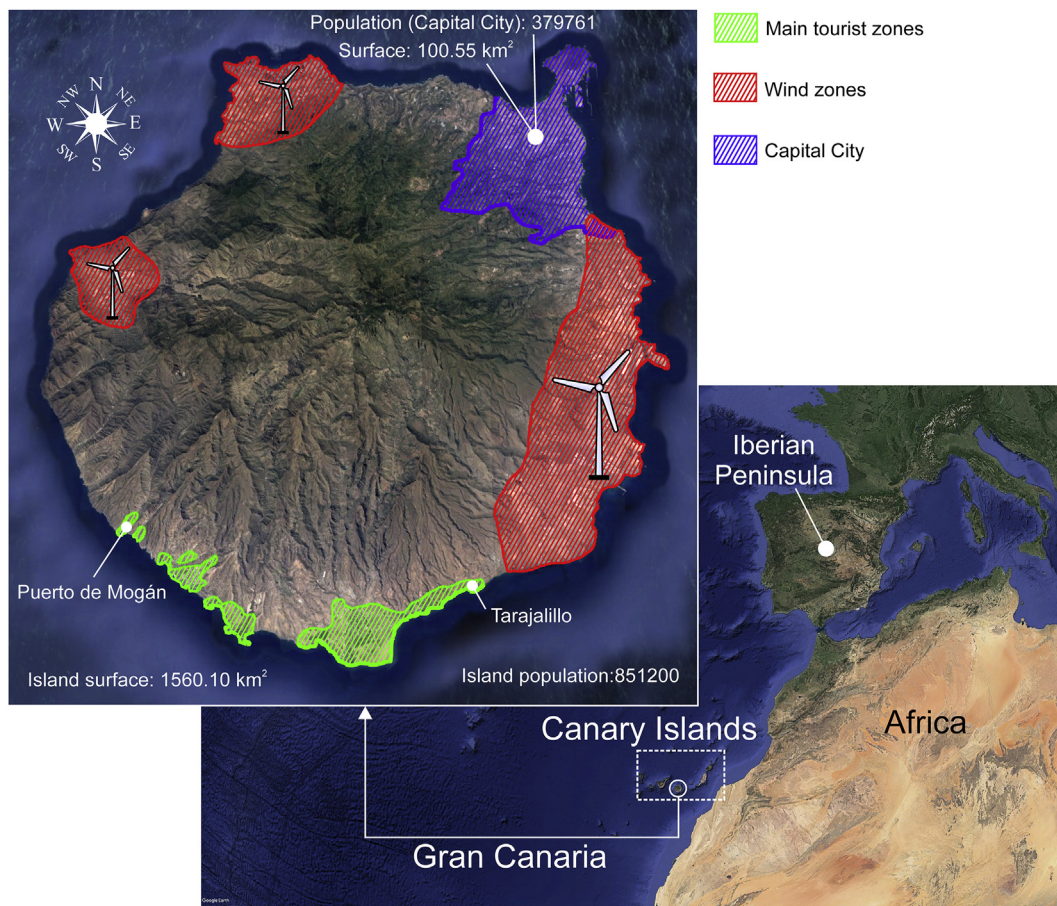 Population (Capital City): 379761
Surface: 100.55 km²
Main tourist zones
Wind zones
Capital City
N
NW
NE
W
E
SW
SE
S
Iberian
Peninsula
Puerto de Mogán
Tarajalillo
Island surface: 1560.10 km²
Island population:851200
Canary Islands
Africa
Gran Canaria
Google Earth